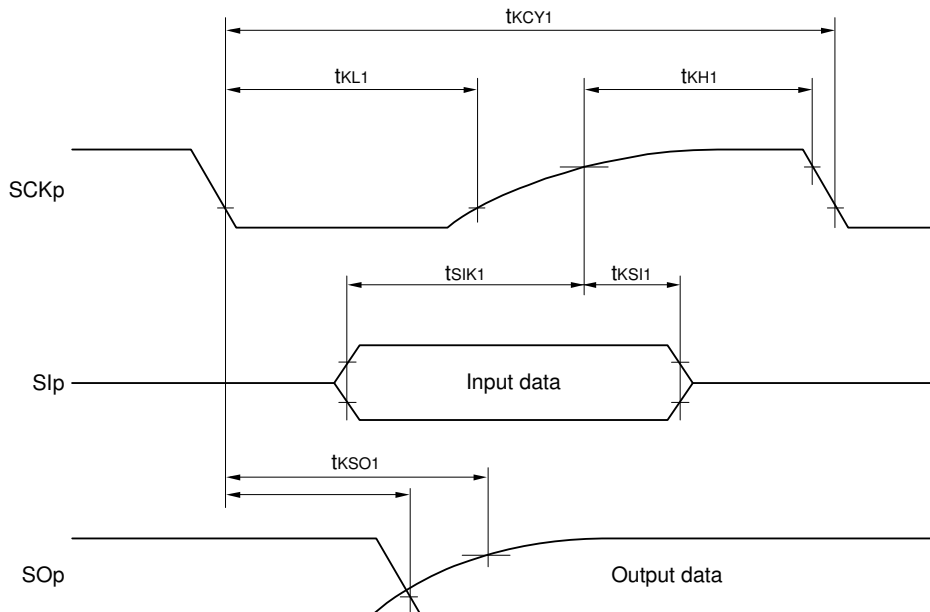 tKCY1
tKL1
tKH1
SCKp
tSIK1
tKSI1
SIp
Input data
tKSO1
SOp
Output data